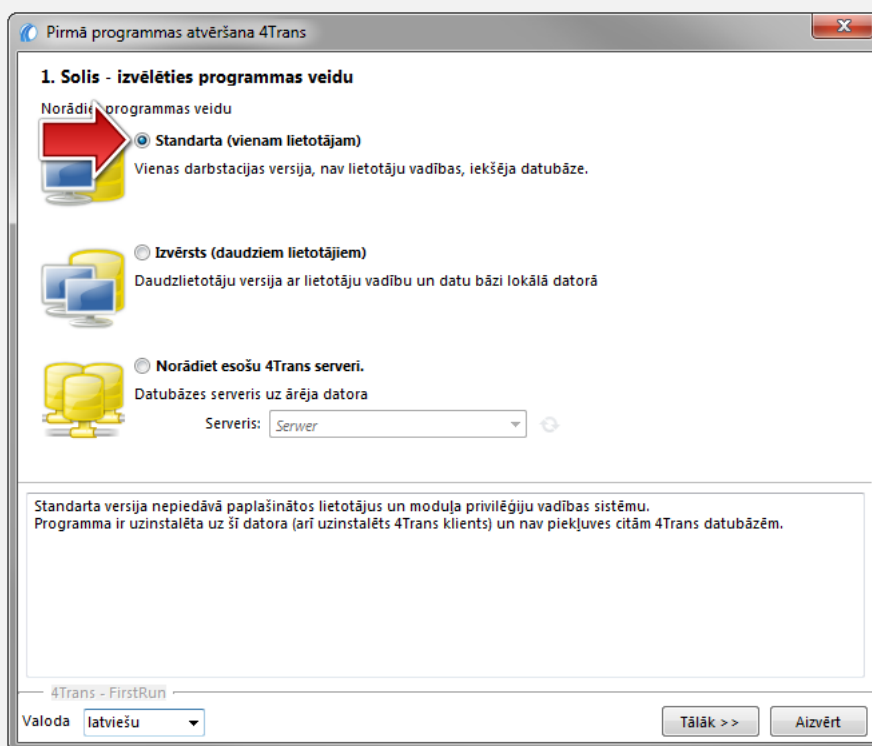 Pirmā programmas atvēršana 4Trans
1. Solis - izvēlēties programmas veidu
Norādiet programmas veidu
Standarta (vienam lietotājam)
Vienas darbstacijas versija, nav lietotāju vadības, iekšēja datubāze.
Izvērsts (daudziem lietotājiem)
Daudzlietotāju versija ar lietotāju vadību un datu bāzi lokālā datorā
Norādiet esošu 4Trans serveri.
Datubāzes serveris uz ārēja datora
Serveris: Serwer
Standarta versija nepiedāvā paplašinātos lietotājus un moduļa privilēģiju vadības sistēmu.
Programma ir uzinstalēta uz šī datora (arī uzinstalēts 4Trans klients) un nav piekļuves citām 4Trans datubāzēm.
4Trans - FirstRun
Valoda latviešu Tālāk >> Aizvērt